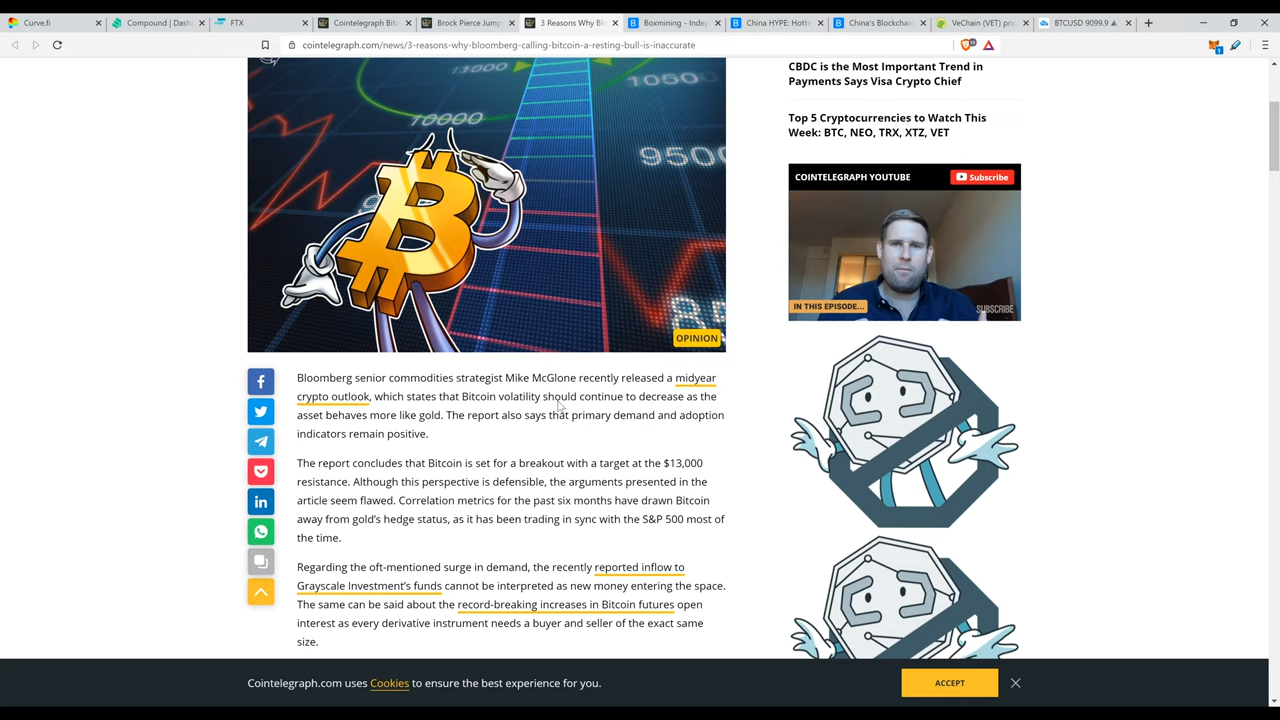 Curve.fi
Compound | Dash
FTX
Cointelegraph Bit
Brock Pierce Jump
3 Reasons Why Blo
Boxmining - Indep
China HYPE: Hotte
China's Blockchain
VeChain (VET) pric
BTCUSD 9099.9
cointelegraph.com/news/3-reasons-why-bloomberg-calling-bitcoin-a-resting-bull-is-inaccurate
13000
10500
10000
950
8
OPINION
CBDC is the Most Important Trend in
Payments Says Visa Crypto Chief
Top 5 Cryptocurrencies to Watch This
Week: BTC, NEO, TRX, XTZ, VET
COINTELEGRAPH YOUTUBE
Subscribe
IN THIS EPISODE...
SUBSCRIBE
Bloomberg senior commodities strategist Mike McGlone recently released a midyear
crypto outlook, which states that Bitcoin volatility should continue to decrease as the
asset behaves more like gold. The report also says that primary demand and adoption
indicators remain positive.
The report concludes that Bitcoin is set for a breakout with a target at the $13,000
resistance. Although this perspective is defensible, the arguments presented in the
article seem flawed. Correlation metrics for the past six months have drawn Bitcoin
away from gold's hedge status, as it has been trading in sync with the S&P 500 most of
the time.
Regarding the oft-mentioned surge in demand, the recently reported inflow to
Grayscale Investment's funds cannot be interpreted as new money entering the space.
The same can be said about the record-breaking increases in Bitcoin futures open
interest as every derivative instrument needs a buyer and seller of the exact same
size.
Cointelegraph.com uses Cookies to ensure the best experience for you.
ACCEPT